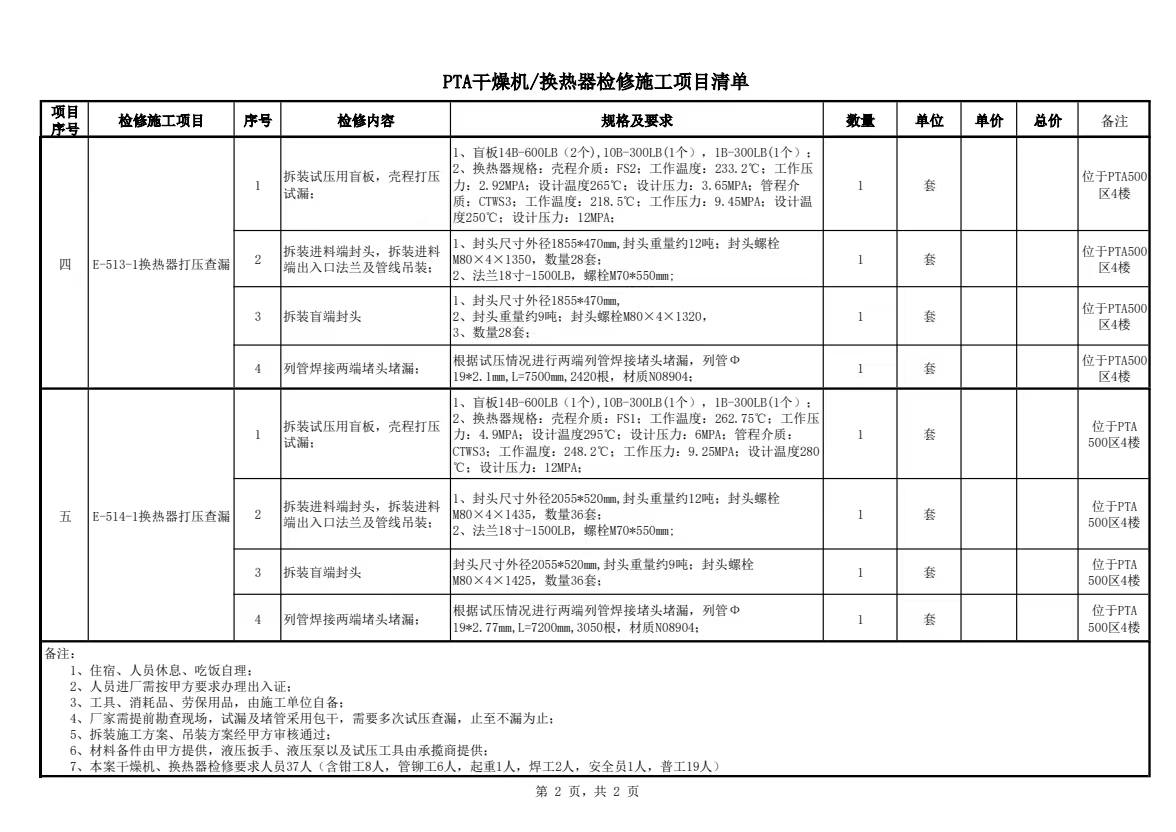 PTA干燥机/换热器检修施工项目清单
项目
序号
检修施工项目
序号
检修内容
规格及要求
数量
单位
单价
总价
备注
四
E-513-1换热器打压查漏
1
拆装试压用盲板，壳程打压
试漏；
1、盲板14B-600LB（2个),10B-300LB(1个），1B-300LB(1个）；
2、换热器规格：壳程介质：FS2；工作温度：233.2℃；工作压
力：2.92MPA；设计温度265℃；设计压力：3.65MPA；管程介
质：CTWS3；工作温度：218.5℃；工作压力：9.45MPA；设计温
度250℃；设计压力：12MPA；
1
套
位于PTA500
区4楼
2
拆装进料端封头，拆装进料
端出入口法兰及管线吊装；
1、封头尺寸外径1855*470mm,封头重量约12吨；封头螺栓
M80×4×1350，数量28套；
2、法兰18寸-1500LB，螺栓M70*550mm；
1
套
位于PTA500
区4楼
3
拆装盲端封头
1、封头尺寸外径1855*470mm,
2、封头重量约9吨；封头螺栓M80×4×1320，
3、数量28套；
1
套
位于PTA500
区4楼
4
列管焊接两端堵头堵漏；
根据试压情况进行两端列管焊接堵头堵漏，列管Φ
19*2.1mm,L=7500mm,2420根，材质N08904；
1
套
位于PTA500
区4楼
五
E-514-1换热器打压查漏
1
拆装试压用盲板，壳程打压
试漏；
1、盲板14B-600LB（1个),10B-300LB(1个），1B-300LB(1个）；
2、换热器规格：壳程介质：FS1；工作温度：262.75℃；工作压
力：4.9MPA；设计温度295℃；设计压力：6MPA；管程介质：
CTWS3；工作温度：248.2℃；工作压力：9.25MPA；设计温度280
℃；设计压力：12MPA；
1
套
位于PTA
500区4楼
2
拆装进料端封头，拆装进料
端出入口法兰及管线吊装；
1、封头尺寸外径2055*520mm,封头重量约12吨；封头螺栓
M80×4×1435，数量36套；
2、法兰18寸-1500LB，螺栓M70*550mm；
1
套
位于PTA
500区4楼
3
拆装盲端封头
封头尺寸外径2055*520mm,封头重量约9吨；封头螺栓
M80×4×1425，数量36套；
1
套
位于PTA
500区4楼
4
列管焊接两端堵头堵漏；
根据试压情况进行两端列管焊接堵头堵漏，列管Φ
19*2.77mm,L=7200mm,3050根，材质N08904；
1
套
位于PTA
500区4楼
备注：
1、住宿、人员休息、吃饭自理；
2、人员进厂需按甲方要求办理出入证；
3、工具、消耗品、劳保用品，由施工单位自备；
4、厂家需提前勘查现场，试漏及堵管采用包干，需要多次试压查漏，止至不漏为止；
5、拆装施工方案、吊装方案经甲方审核通过；
6、材料备件由甲方提供，液压扳手、液压泵以及试压工具由承揽商提供；
7、本案干燥机、换热器检修要求人员37人（含钳工8人，管铆工6人，起重1人，焊工2人，安全员1人，普工19人）
第 2 页，共 2 页